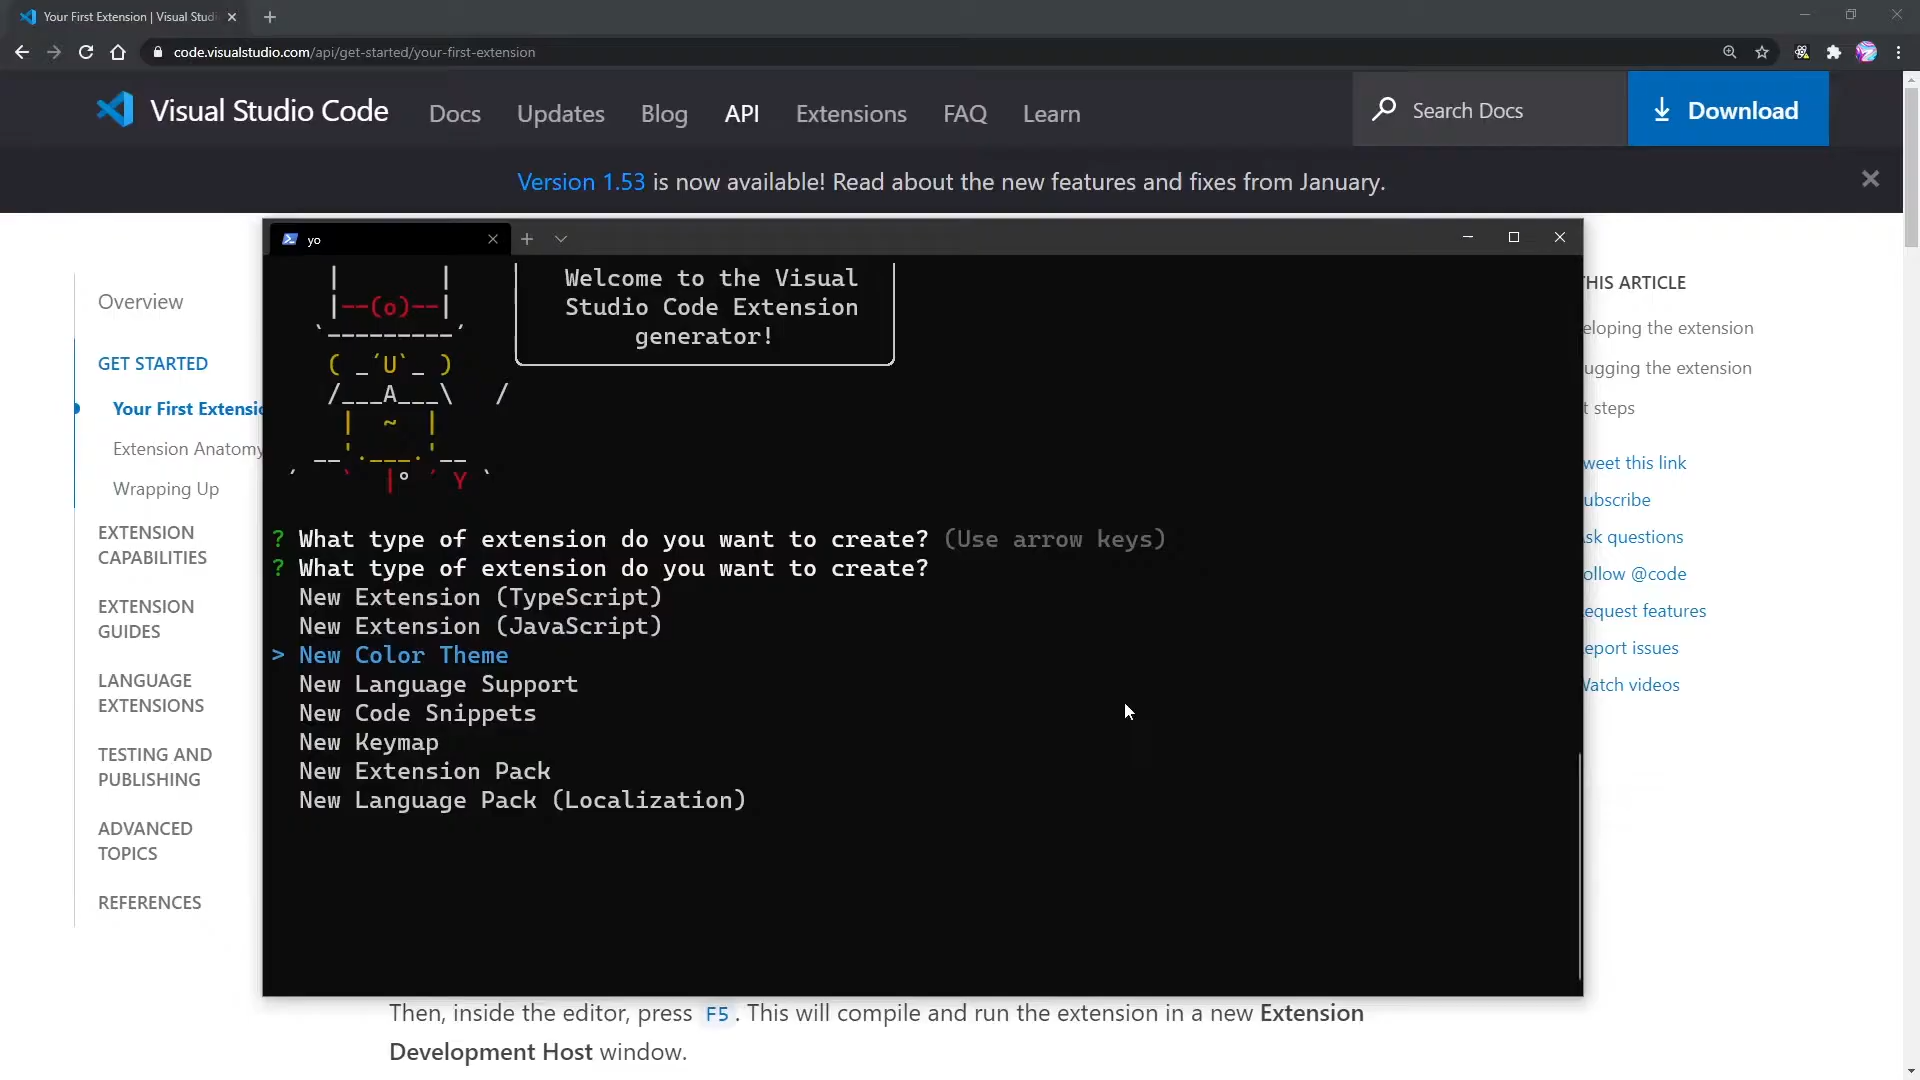 Your First Extension | Visual Studi
code.visualstudio.com/api/get-started/your-first-extension
Visual Studio Code
Docs
Updates
Blog
API
Extensions
FAQ
Learn
Search Docs
Download
Version 1.53 is now available! Read about the new features and fixes from January.
Overview
GET STARTED
Your First Extensio
Extension Anatomy
Wrapping Up
EXTENSION
CAPABILITIES
EXTENSION
GUIDES
LANGUAGE
EXTENSIONS
TESTING AND
PUBLISHING
ADVANCED
TOPICS
REFERENCES
yo
|          |
|--(o)--|
`---------´
( _´U`_ )
/___A___\   /
|  ~  |
__'.___.'__
´   `  |° ´ Y `
Welcome to the Visual
Studio Code Extension
generator!
? What type of extension do you want to create? (Use arrow keys)
? What type of extension do you want to create?
New Extension (TypeScript)
New Extension (JavaScript)
> New Color Theme
New Language Support
New Code Snippets
New Keymap
New Extension Pack
New Language Pack (Localization)
HIS ARTICLE
eloping the extension
ugging the extension
t steps
weet this link
ubscribe
sk questions
ollow @code
equest features
eport issues
Watch videos
Then, inside the editor, press F5. This will compile and run the extension in a new Extension
Development Host window.